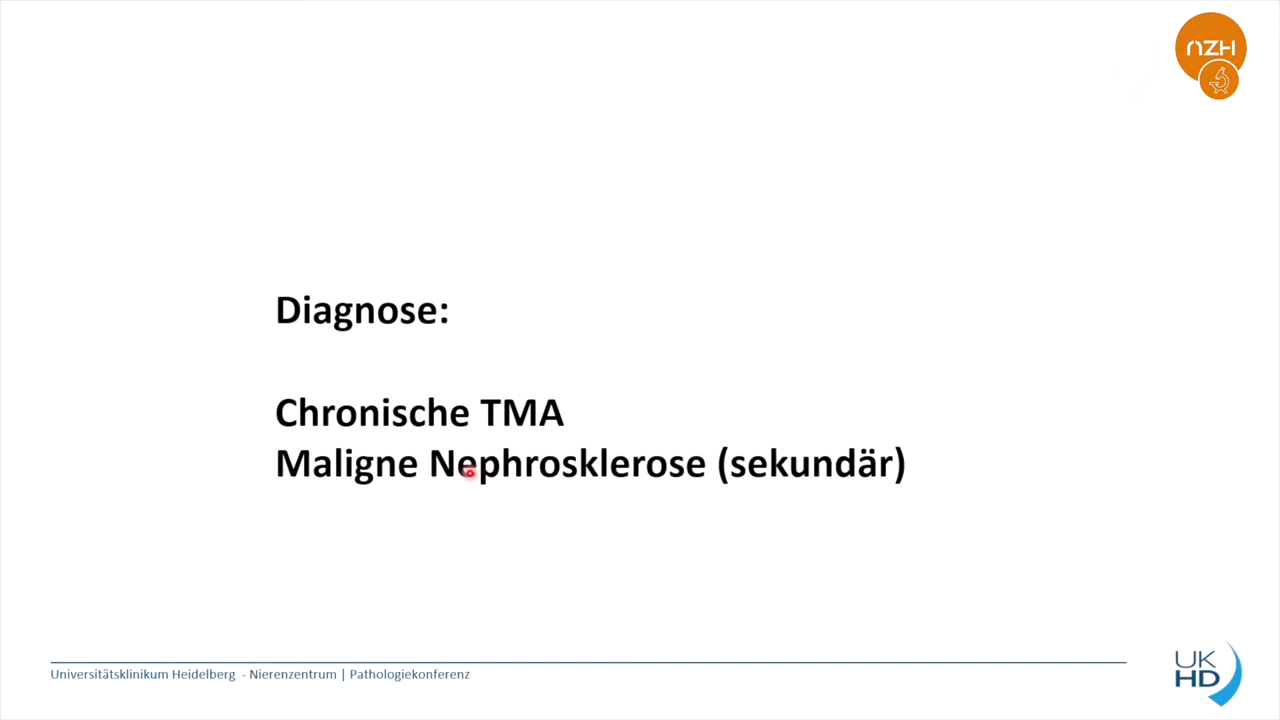 NZH
Diagnose:
Chronische TMA
Maligne Nephrosklerose (sekundär)
Universitätsklinikum Heidelberg - Nierenzentrum | Pathologiekonferenz
UK
HD